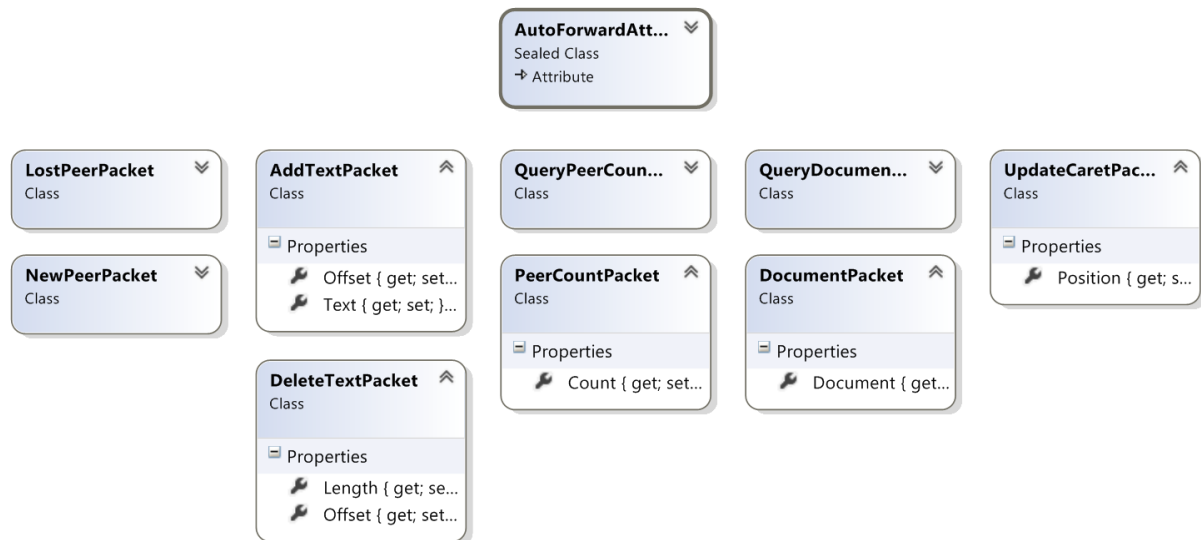 AutoForwardAtt...
Sealed Class
Attribute
LostPeerPacket
Class
NewPeerPacket
Class
AddTextPacket
Class
Properties
Offset { get; set...
Text { get; set; }...
DeleteTextPacket
Class
Properties
Length { get; se...
Offset { get; set...
QueryPeerCoun...
Class
PeerCountPacket
Class
Properties
Count { get; set...
QueryDocumen...
Class
DocumentPacket
Class
Properties
Document { get...
UpdateCaretPac...
Class
Properties
Position { get; s...